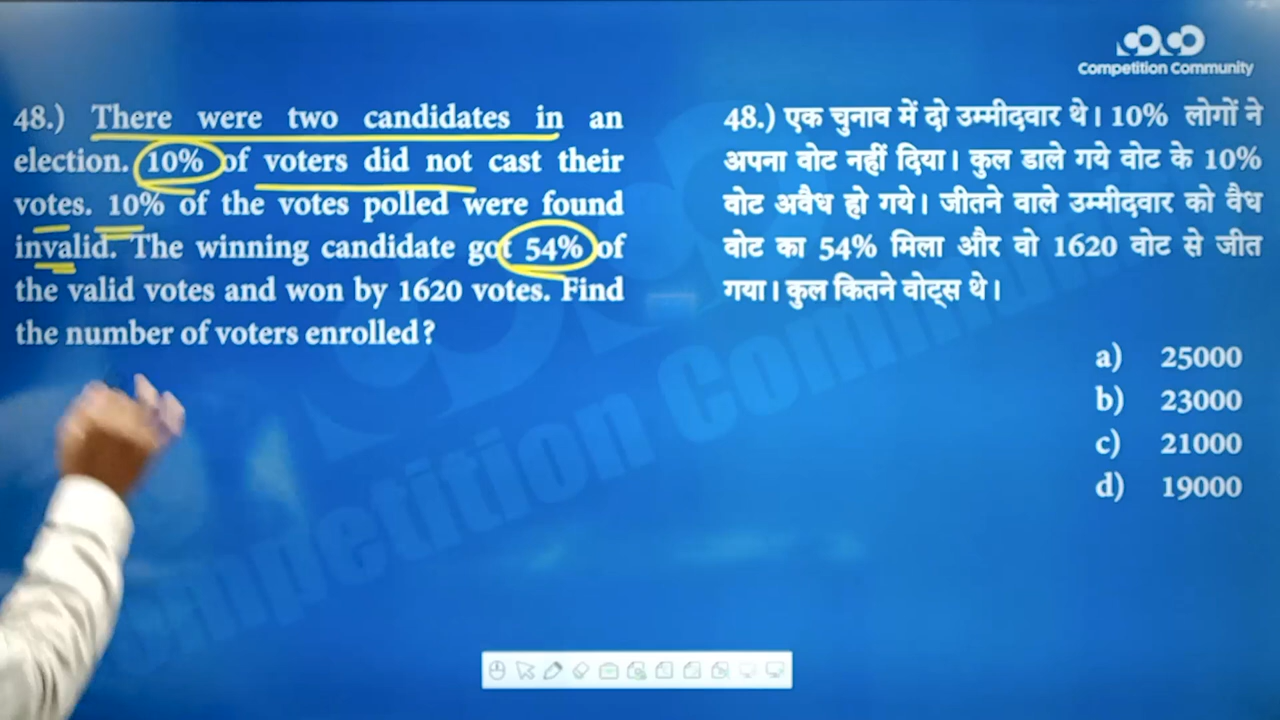 Competition Community
48.) There were two candidates in an
election. 10% of voters did not cast their
votes. 10% of the votes polled were found
invalid. The winning candidate got 54% of
the valid votes and won by 1620 votes. Find
the number of voters enrolled?
48.) एक चुनाव में दो उम्मीदवार थे। 10% लोगों ने
अपना वोट नहीं दिया। कुल डाले गये वोट के 10%
वोट अवैध हो गये। जीतने वाले उम्मीदवार को वैध
वोट का 54% मिला और वो 1620 वोट से जीत
गया। कुल कितने वोट्स थे।
a) 25000
b) 23000
c) 21000
d) 19000